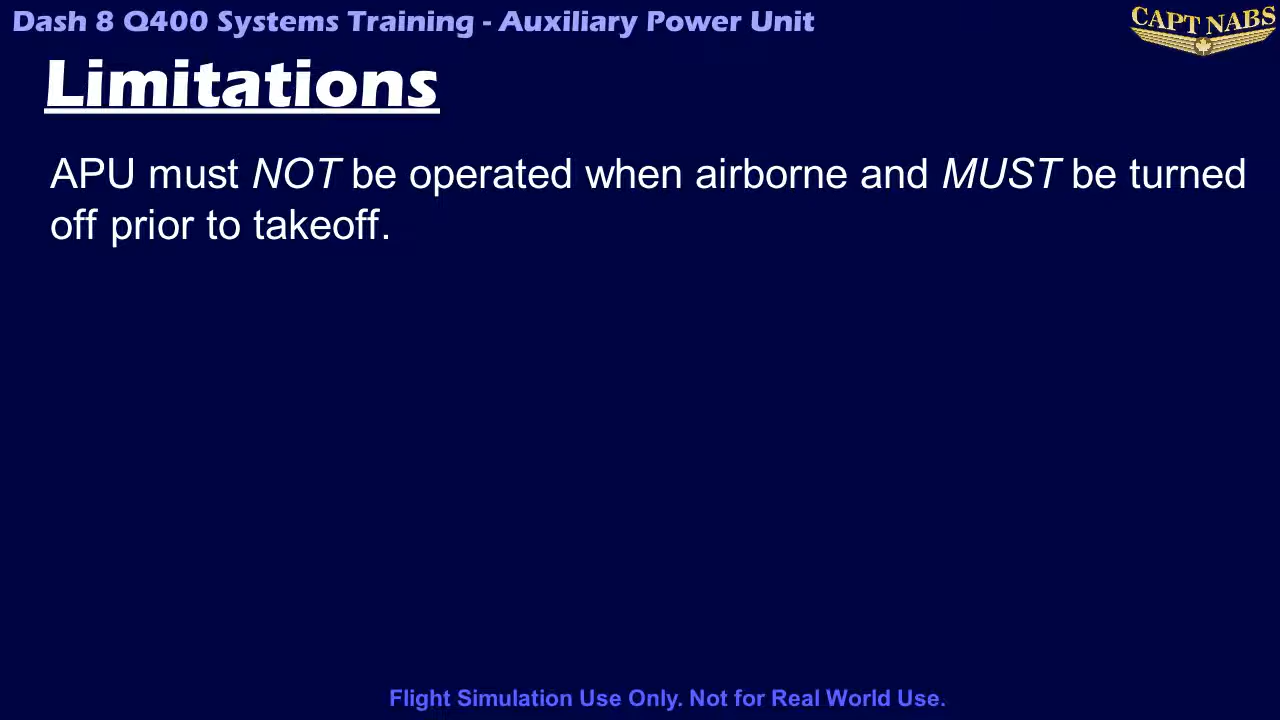 Dash 8 Q400 Systems Training - Auxiliary Power Unit
CAPT NABS
Limitations
APU must NOT be operated when airborne and MUST be turned
off prior to takeoff.
Flight Simulation Use Only. Not for Real World Use.